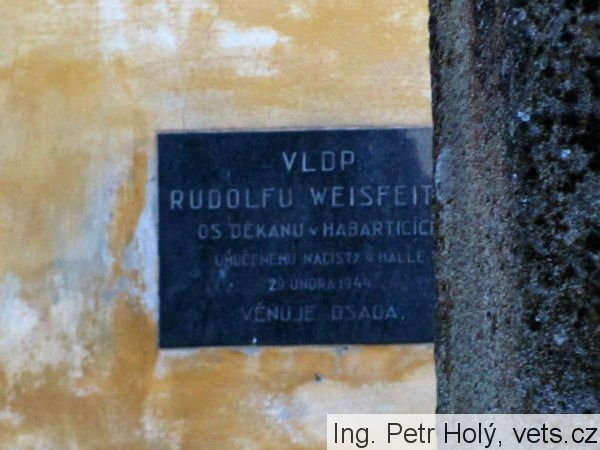 VLDP.
RUDOLFU WEISFEIT
OS. DĚKANU V HABARTICÍCH
UMUČENÉMU NACISTY V HALLE
29. ÚNORA 1944.
VĚNUJE OSADA.
Ing. Petr Holý, vets.cz